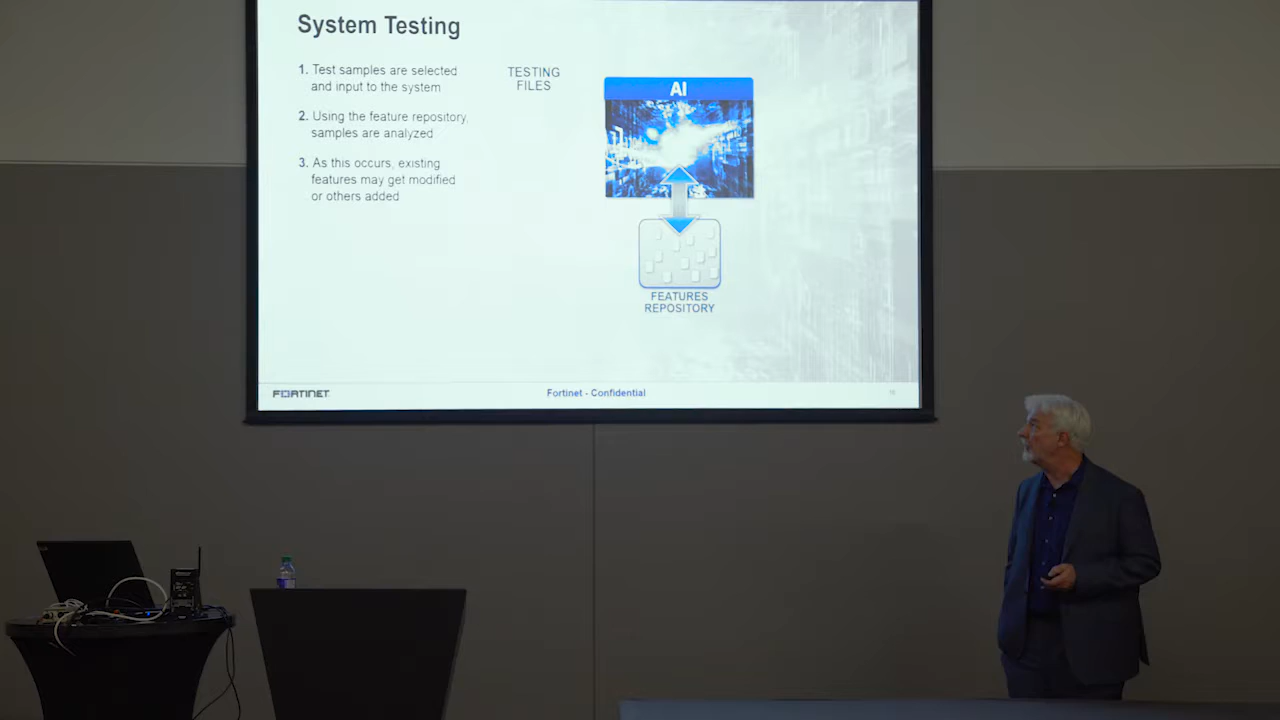 System Testing
1. Test samples are selected
and input to the system
2. Using the feature repository,
samples are analyzed
3. As this occurs, existing
features may get modified
or others added
TESTING
FILES
AI
FEATURES
REPOSITORY
FORTINET
Fortinet - Confidential